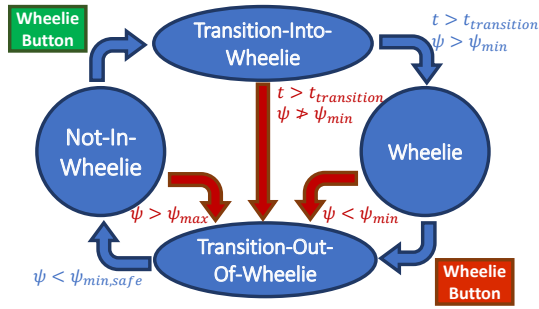 Wheelie
Button
Transition-Into-
Wheelie
t > t_transition
ψ > ψ_min
t > t_transition
ψ ≯ ψ_min
Not-In-
Wheelie
Wheelie
ψ > ψ_max
ψ < ψ_min
Transition-Out-
Of-Wheelie
ψ < ψ_min,safe
Wheelie
Button